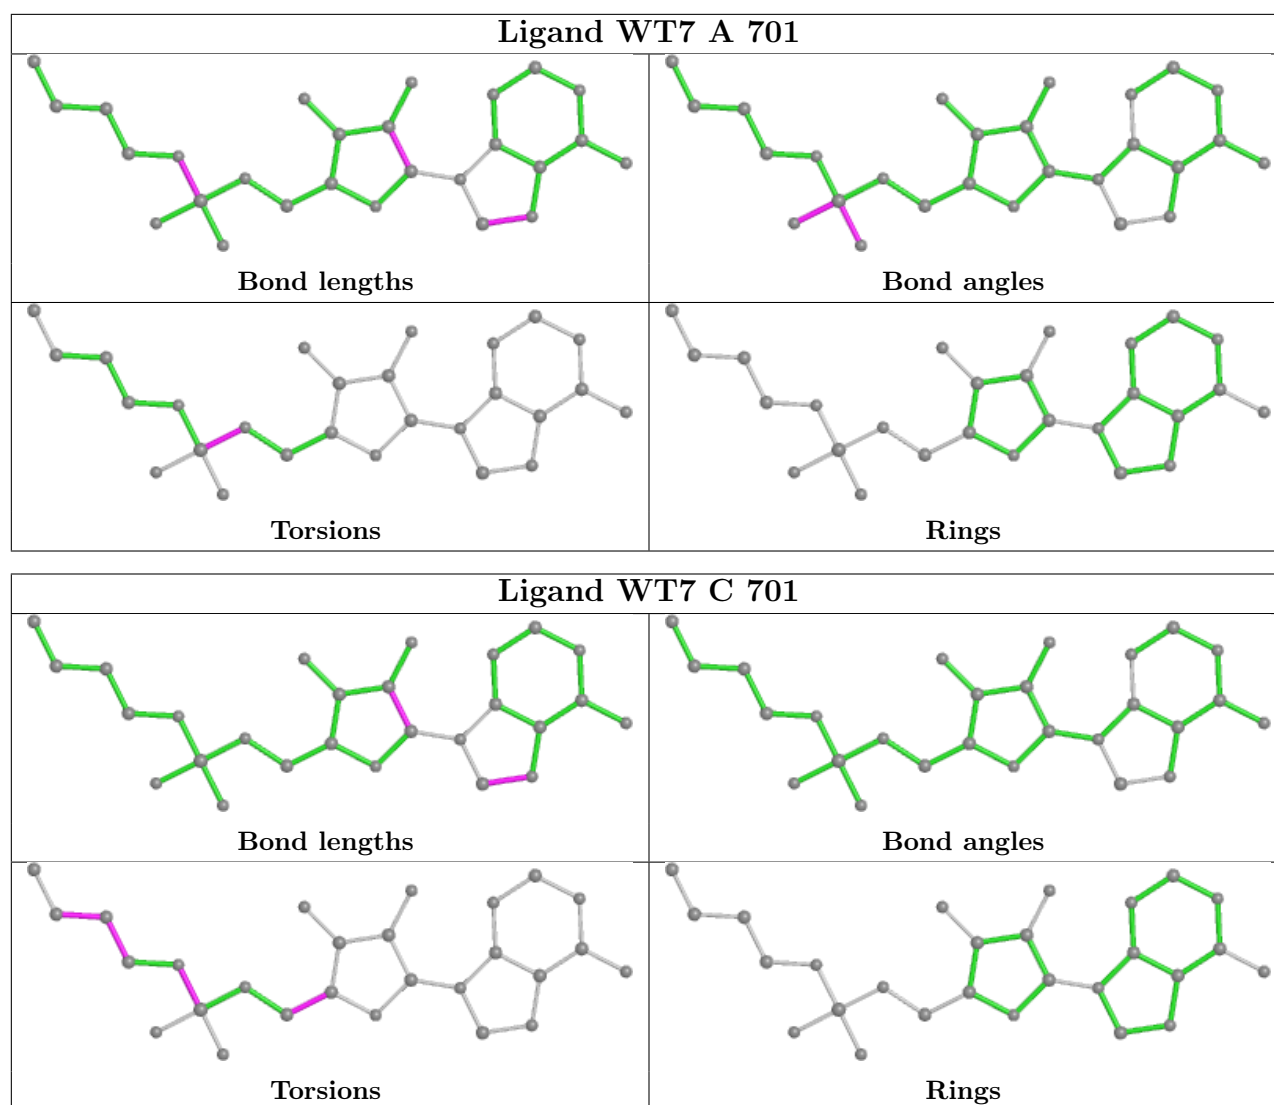 Ligand WT7 A 701
Bond lengths
Bond angles
Torsions
Rings
Ligand WT7 C 701
Bond lengths
Bond angles
Torsions
Rings